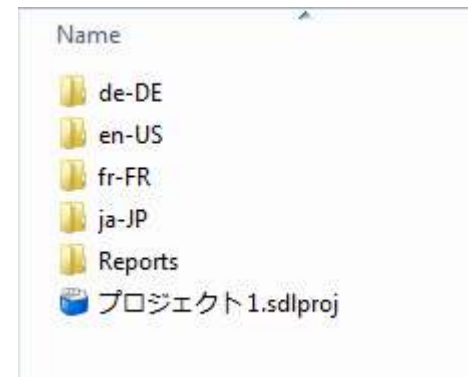 Name
de-DE
en-US
fr-FR
ja-JP
Reports
プロジェクト1.sdlproj